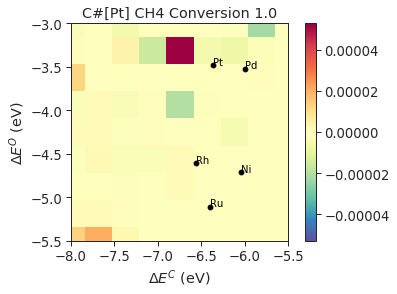 C#[Pt] CH4 Conversion 1.0
−3.0
−3.5
−4.0
−4.5
−5.0
−5.5
ΔE^O (eV)
Pt
Pd
Rh
Ni
Ru
−8.0 −7.5 −7.0 −6.5 −6.0 −5.5
ΔE^C (eV)
0.00004
0.00002
0.00000
−0.00002
−0.00004